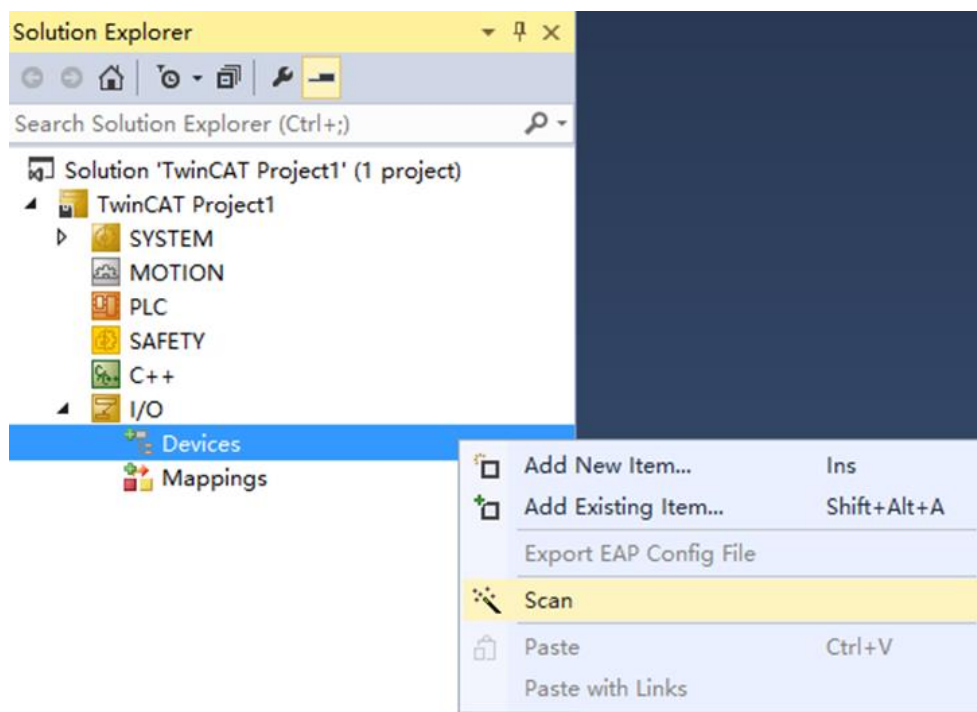 Solution Explorer
Search Solution Explorer (Ctrl+;)
Solution 'TwinCAT Project1' (1 project)
TwinCAT Project1
SYSTEM
MOTION
PLC
SAFETY
C++
I/O
Devices
Mappings
Add New Item... Ins
Add Existing Item... Shift+Alt+A
Export EAP Config File
Scan
Paste Ctrl+V
Paste with Links